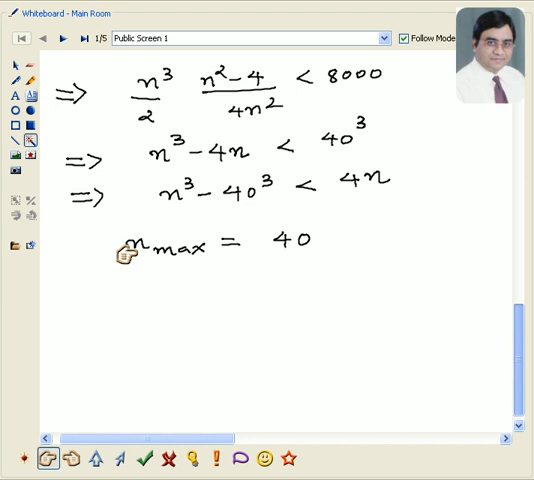 Whiteboard - Main Room
1/5 Public Screen 1 Follow Mode
=> n³/2 (n² - 4)/4n² < 8000
=> n³ - 4n < 40³
=> n³ - 40³ < 4n
n max = 40